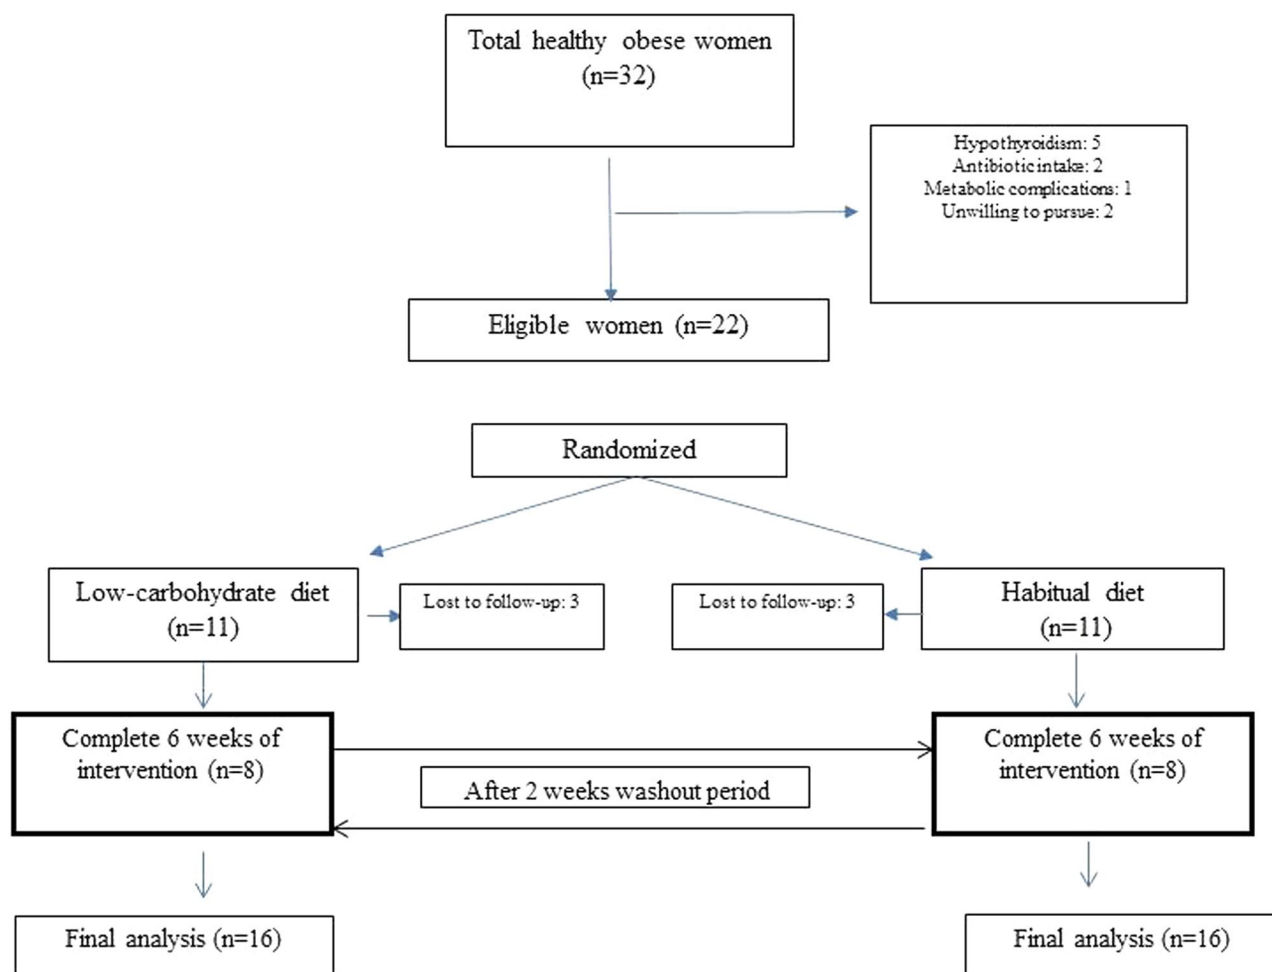 Total healthy obese women
(n=32)
Hypothyroidism: 5
Antibiotic intake: 2
Metabolic complications: 1
Unwilling to pursue: 2
Eligible women (n=22)
Randomized
Low-carbohydrate diet
(n=11)
Lost to follow-up: 3
Lost to follow-up: 3
Habitual diet
(n=11)
Complete 6 weeks of
intervention (n=8)
After 2 weeks washout period
Complete 6 weeks of
intervention (n=8)
Final analysis (n=16)
Final analysis (n=16)